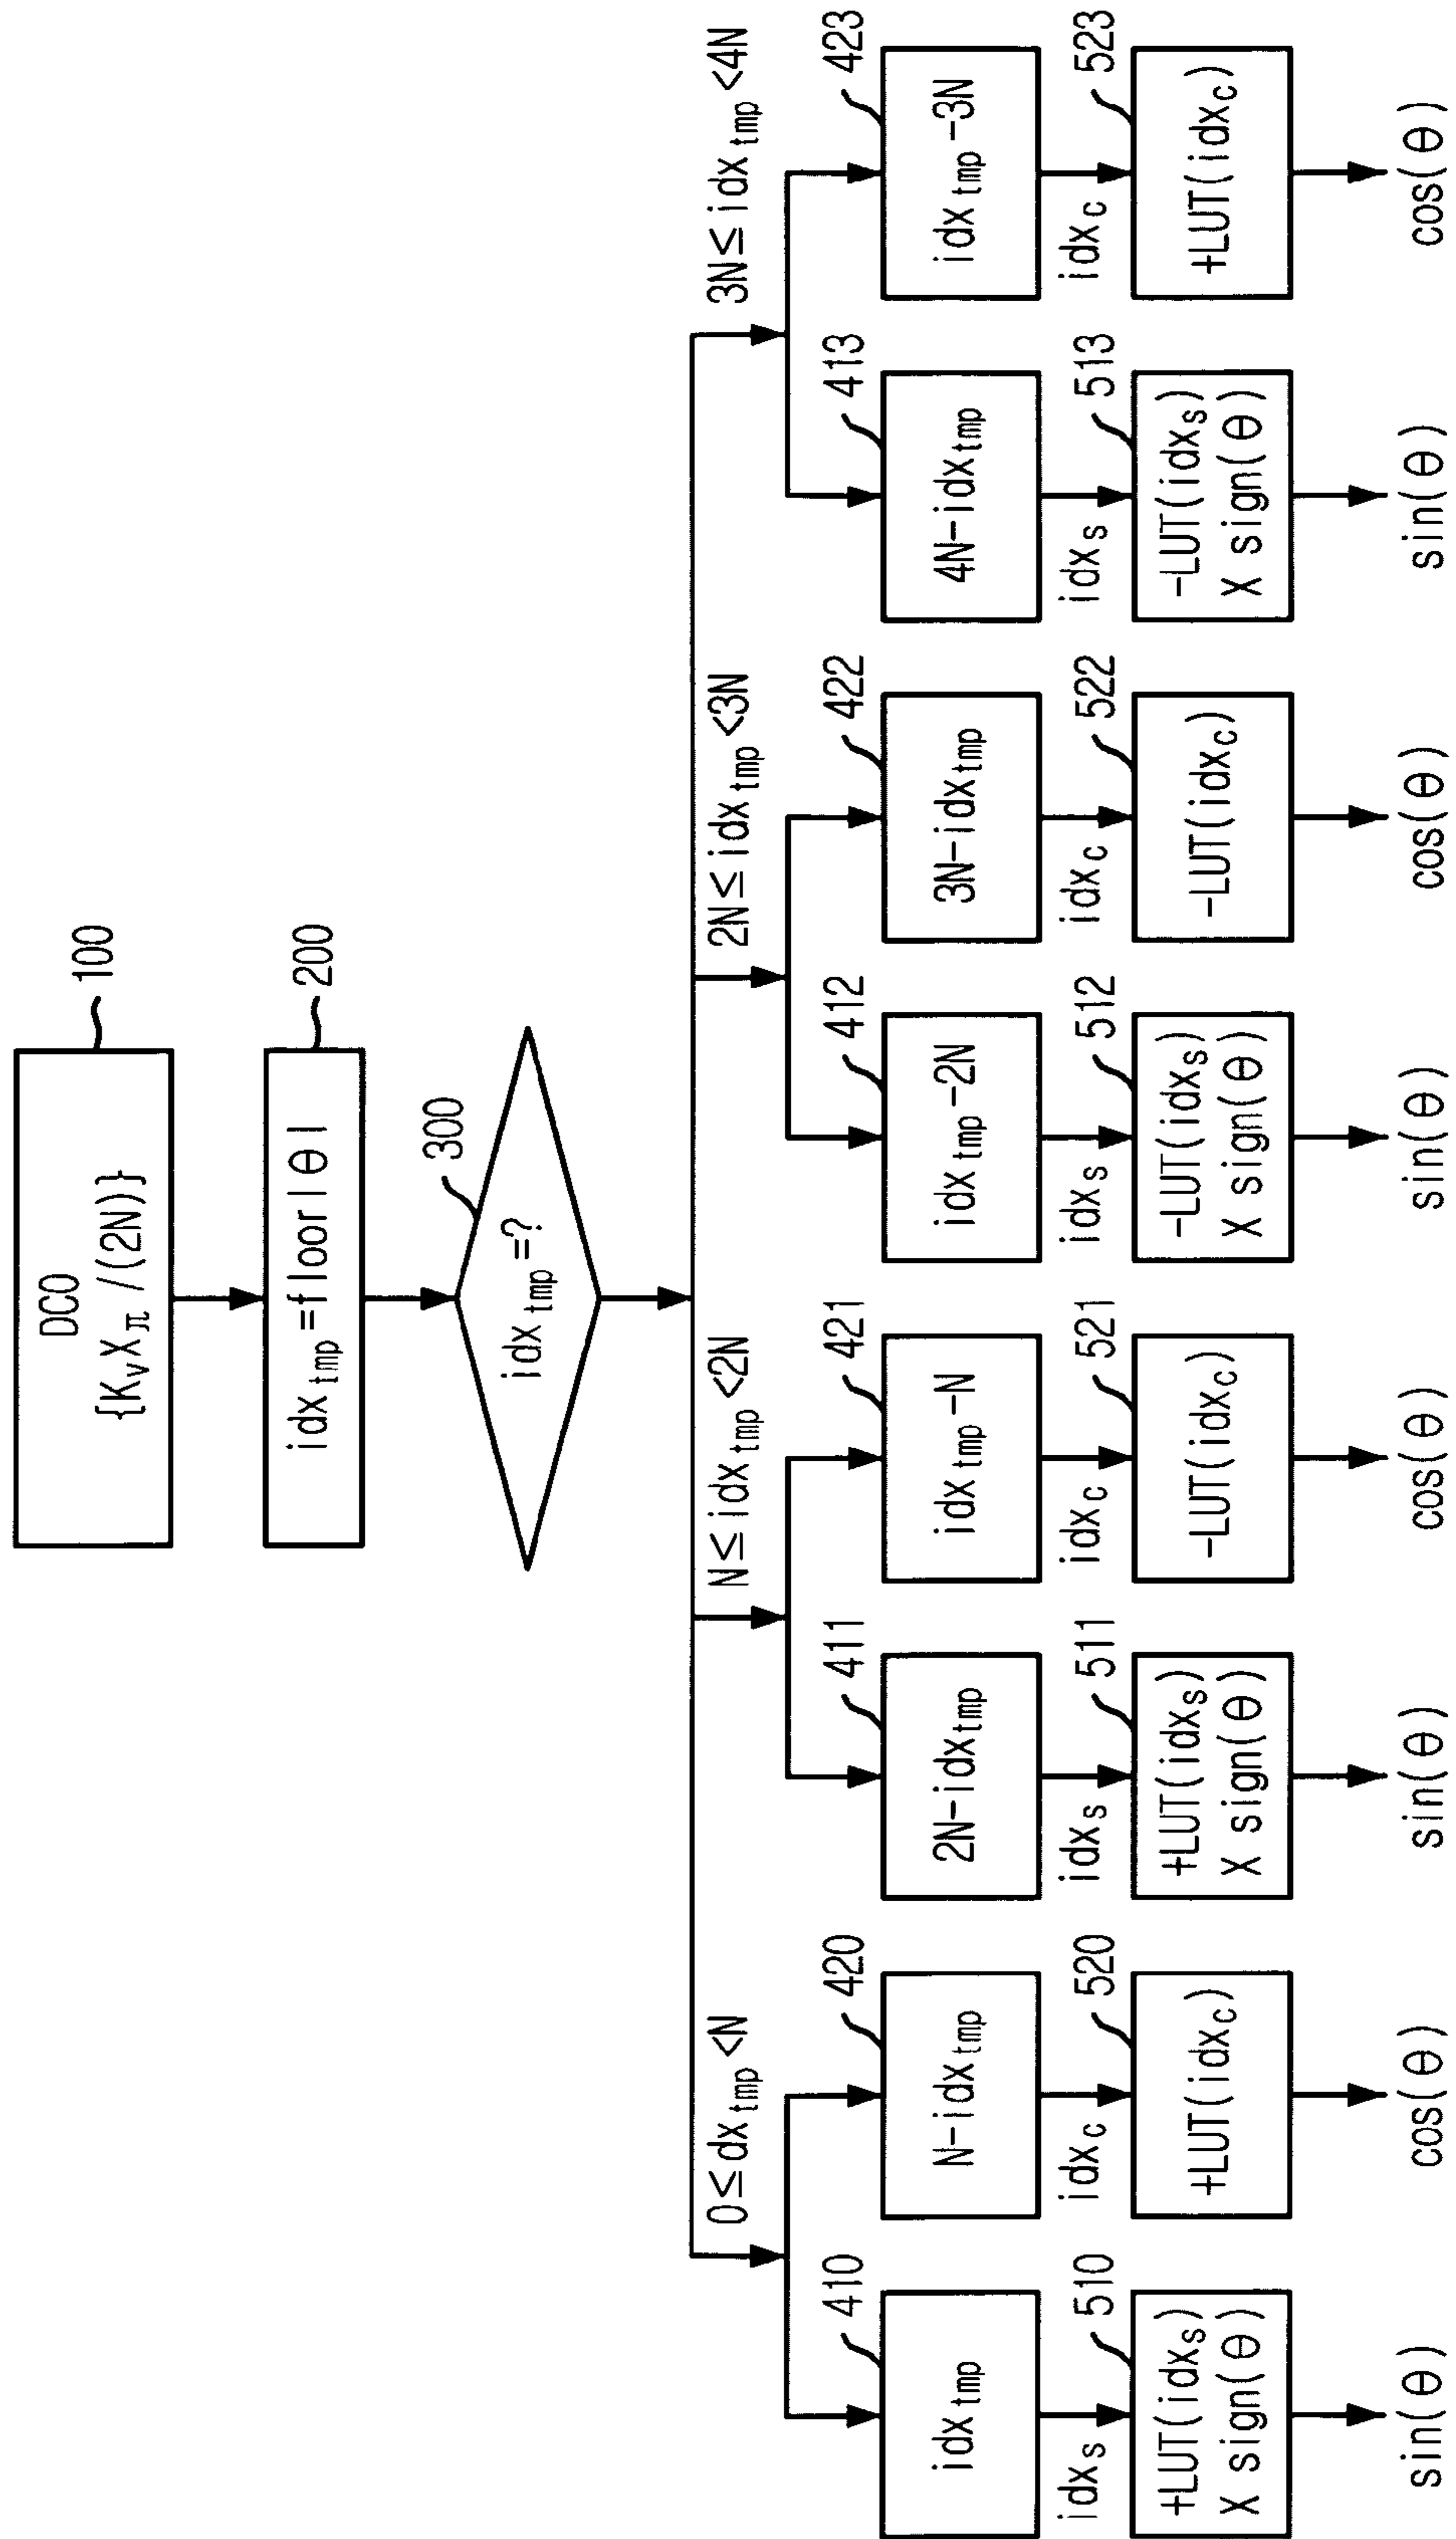 100
DCO
{K_V X π /(2N)}
200
idx_tmp =floor|θ|
300
idx_tmp =?
0≤dx_tmp <N
N≤idx_tmp <2N
2N≤idx_tmp <3N
3N≤idx_tmp <4N
410
420
411
421
412
422
413
423
idx_tmp
N-idx_tmp
2N-idx_tmp
idx_tmp -N
idx_tmp -2N
3N-idx_tmp
4N-idx_tmp
idx_tmp -3N
idx_s
510
idx_c
520
idx_s
511
idx_c
521
idx_s
512
idx_c
522
idx_s
513
idx_c
523
+LUT(idx_s)
X sign(θ)
+LUT(idx_c)
+LUT(idx_s)
X sign(θ)
-LUT(idx_c)
-LUT(idx_s)
X sign(θ)
-LUT(idx_c)
-LUT(idx_s)
X sign(θ)
+LUT(idx_c)
sin(θ)
cos(θ)
sin(θ)
cos(θ)
sin(θ)
cos(θ)
sin(θ)
cos(θ)